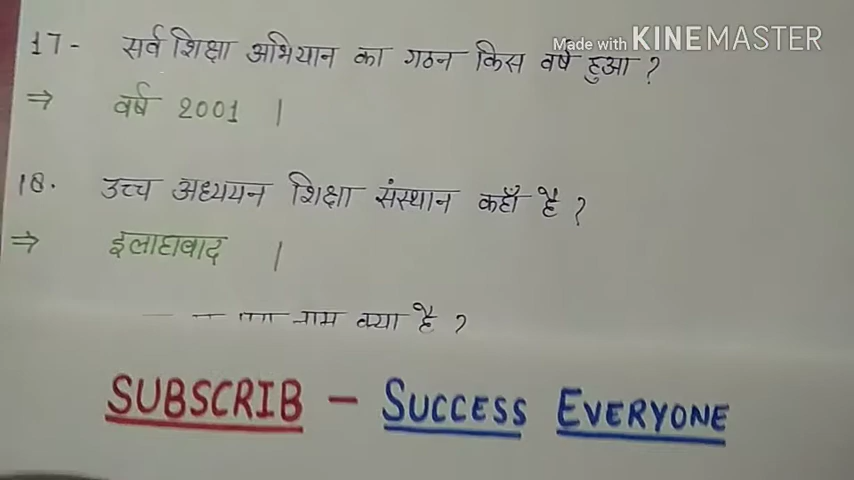 Made with KINEMASTER
17- सर्व शिक्षा अभियान का गठन किस वर्ष हुआ ?
⇒ वर्ष 2001 |
18. उच्च अध्ययन शिक्षा संस्थान कहाँ है ?
⇒ इलाहाबाद |
नाम क्या है ?
SUBSCRIB - SUCCESS EVERYONE